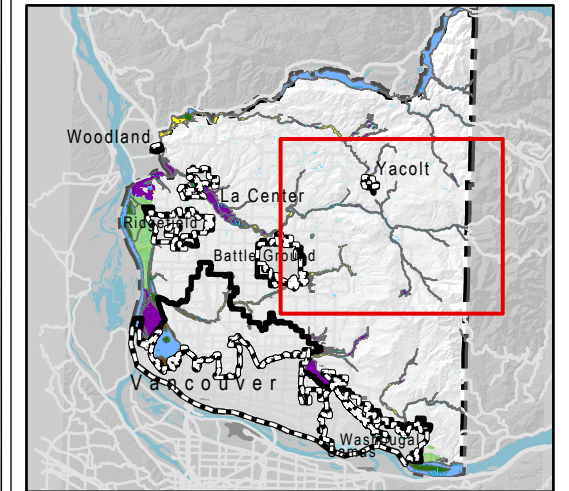 Woodland
Yacolt
La Center
Ridgefield
Battle Ground
Vancouver
Washougal
Camas